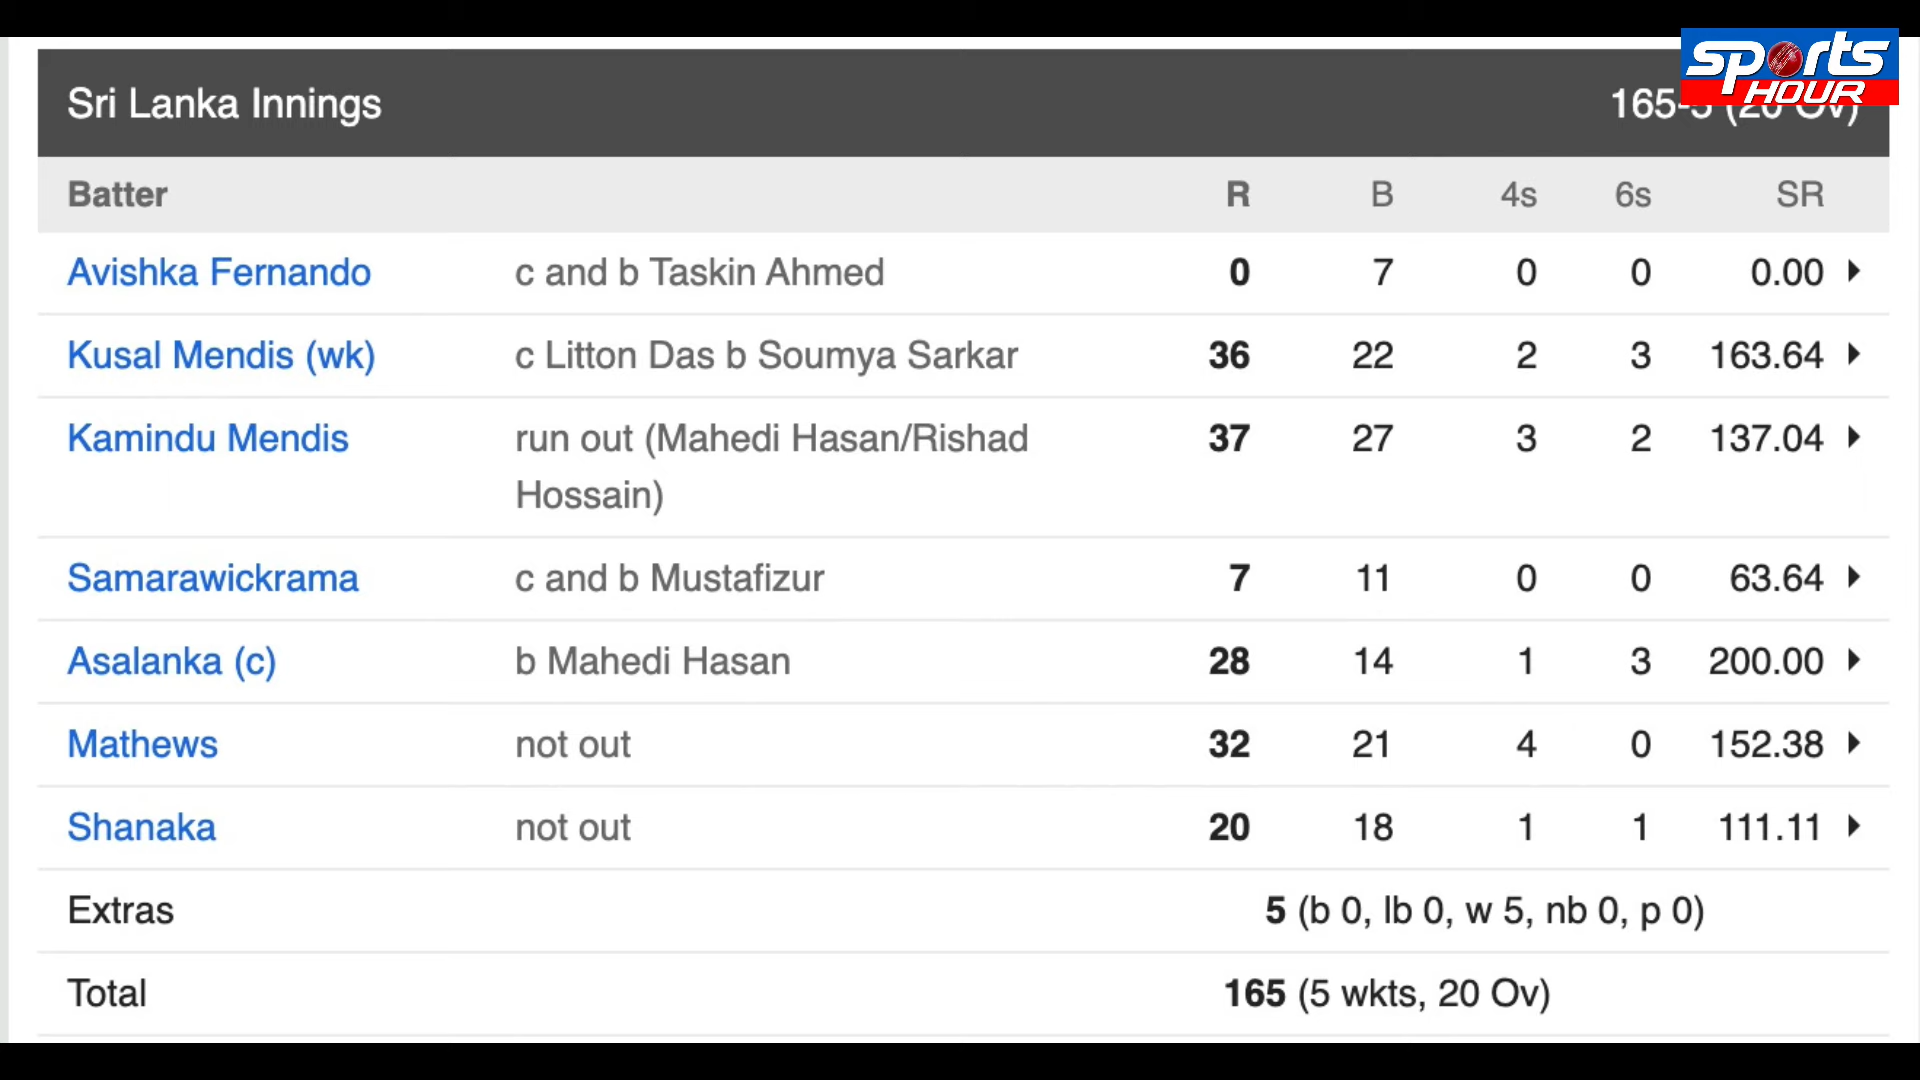 SPORTS
HOUR
Sri Lanka Innings 165-5 (20 Ov)
Batter R B 4s 6s SR
Avishka Fernando c and b Taskin Ahmed 0 7 0 0 0.00
Kusal Mendis (wk) c Litton Das b Soumya Sarkar 36 22 2 3 163.64
Kamindu Mendis run out (Mahedi Hasan/Rishad 37 27 3 2 137.04
Hossain)
Samarawickrama c and b Mustafizur 7 11 0 0 63.64
Asalanka (c) b Mahedi Hasan 28 14 1 3 200.00
Mathews not out 32 21 4 0 152.38
Shanaka not out 20 18 1 1 111.11
Extras 5 (b 0, lb 0, w 5, nb 0, p 0)
Total 165 (5 wkts, 20 Ov)